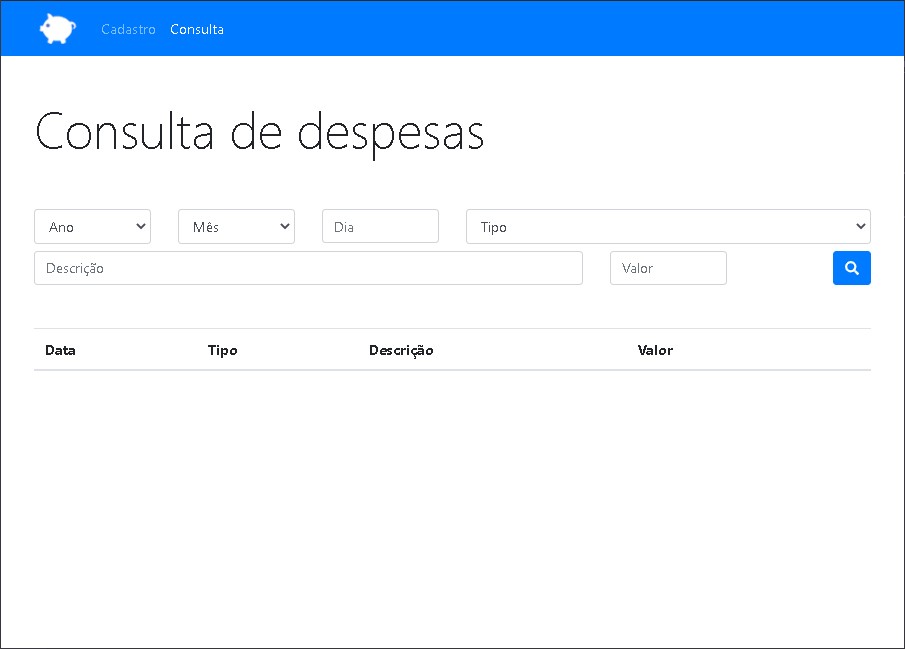 Cadastro Consulta
Consulta de despesas
Ano Mês Dia Tipo
Descrição Valor
Data Tipo Descrição Valor